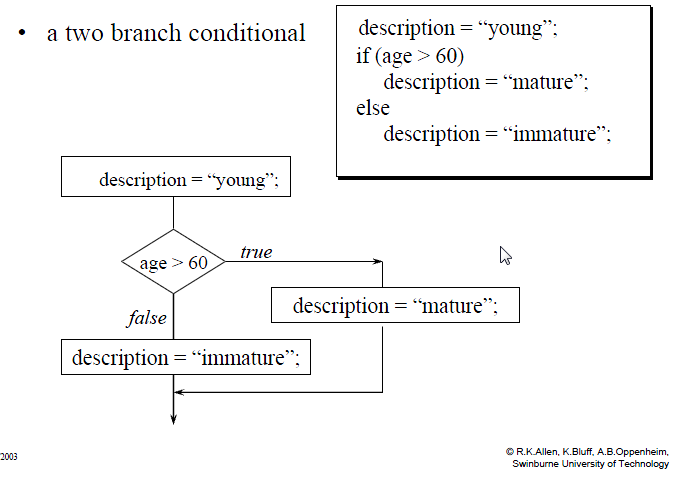 • a two branch conditional
description = “young”;
if (age > 60)
description = “mature”;
else
description = “immature”;
description = “young”;
age > 60
true
false
description = “mature”;
description = “immature”;
2003
© R.K.Allen, K.Bluff, A.B.Oppenheim,
Swinburne University of Technology